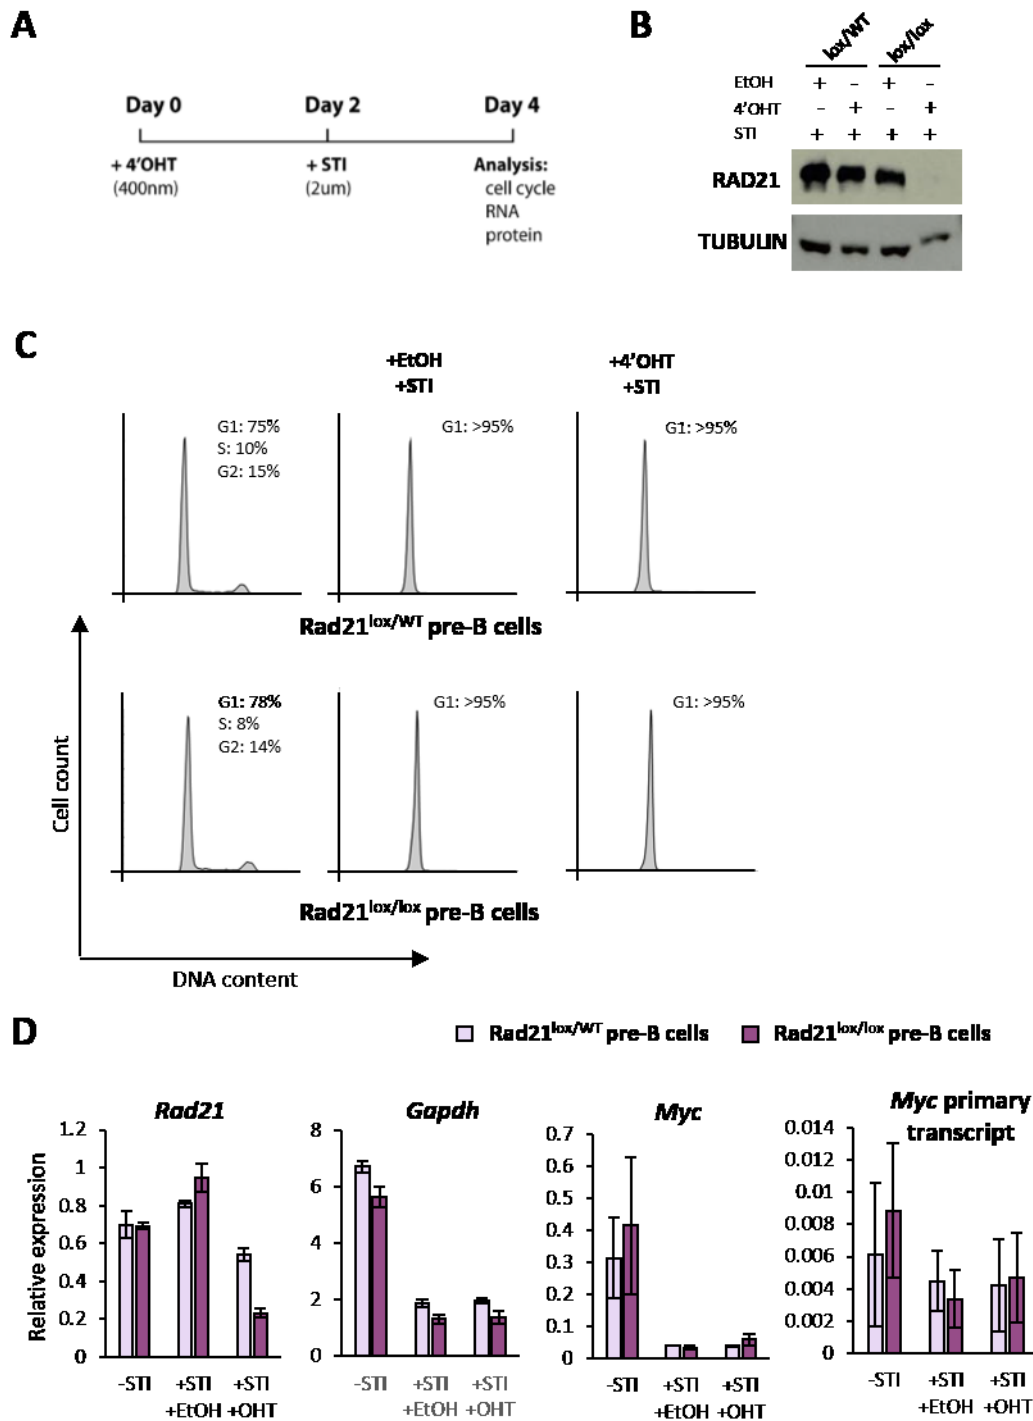 A
Day 0 Day 2 Day 4
+ 4'OHT + STI Analysis:
(400nm) (2um) cell cycle
RNA
protein
B
lox/WT lox/lox
EtOH + - + -
4'OHT - + - +
STI + + + +
RAD21
TUBULIN
C
+EtOH +4'OHT
+STI +STI
G1: 75% G1: >95% G1: >95%
S: 10%
G2: 15%
Rad21lox/WT pre-B cells
G1: 78% G1: >95% G1: >95%
S: 8%
G2: 14%
Rad21lox/lox pre-B cells
Cell count
DNA content
D
Rad21lox/WT pre-B cells Rad21lox/lox pre-B cells
Relative expression
Rad21
1.2
1
0.8
0.6
0.4
0.2
0
-STI +STI +STI
+EtOH +OHT
Gapdh
8
6
4
2
0
-STI +STI +STI
+EtOH +OHT
Myc
0.7
0.6
0.5
0.4
0.3
0.2
0.1
0
-STI +STI +STI
+EtOH +OHT
Myc primary
transcript
0.014
0.012
0.01
0.008
0.006
0.004
0.002
0
-STI +STI +STI
+EtOH +OHT